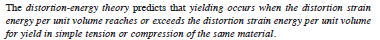 The distortion-energy theory predicts that yielding occurs when the distortion strain
energy per unit volume reaches or exceeds the distortion strain energy per unit volume
for yield in simple tension or compression of the same material.